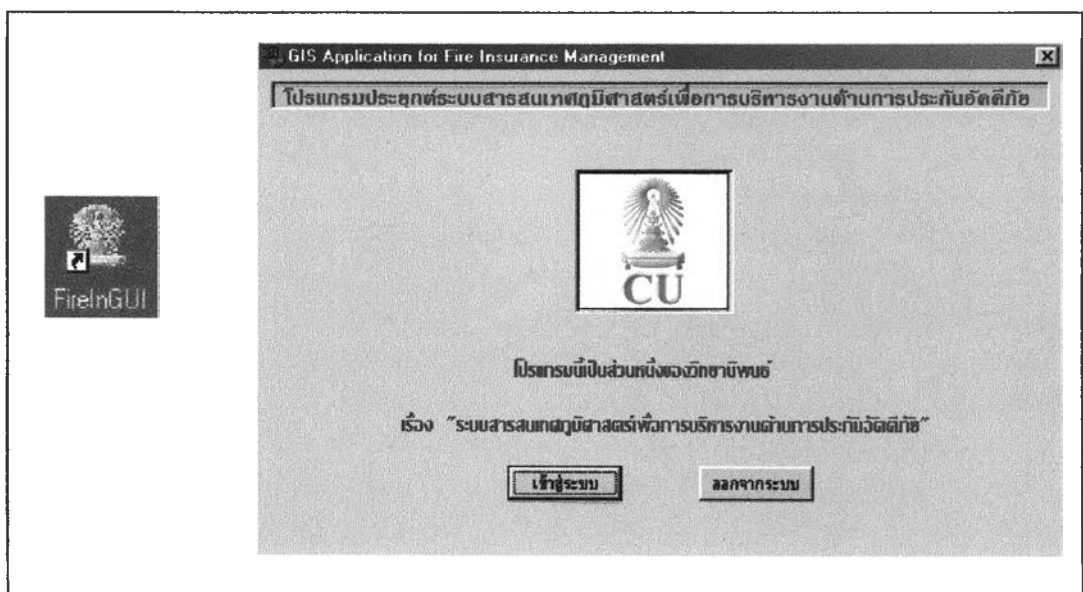 GIS Application for Fire Insurance Management
โปรแกรมประยุกต์ระบบสารสนเทศภูมิศาสตร์เพื่อการบริหารงานด้านการประกันอัคคีภัย
CU
FireInGUI
โปรแกรมนี้เป็นส่วนหนึ่งของวิทยานิพนธ์
เรื่อง "ระบบสารสนเทศภูมิศาสตร์เพื่อการบริหารงานด้านการประกันอัคคีภัย"
เข้าสู่ระบบ
ออกจากระบบ